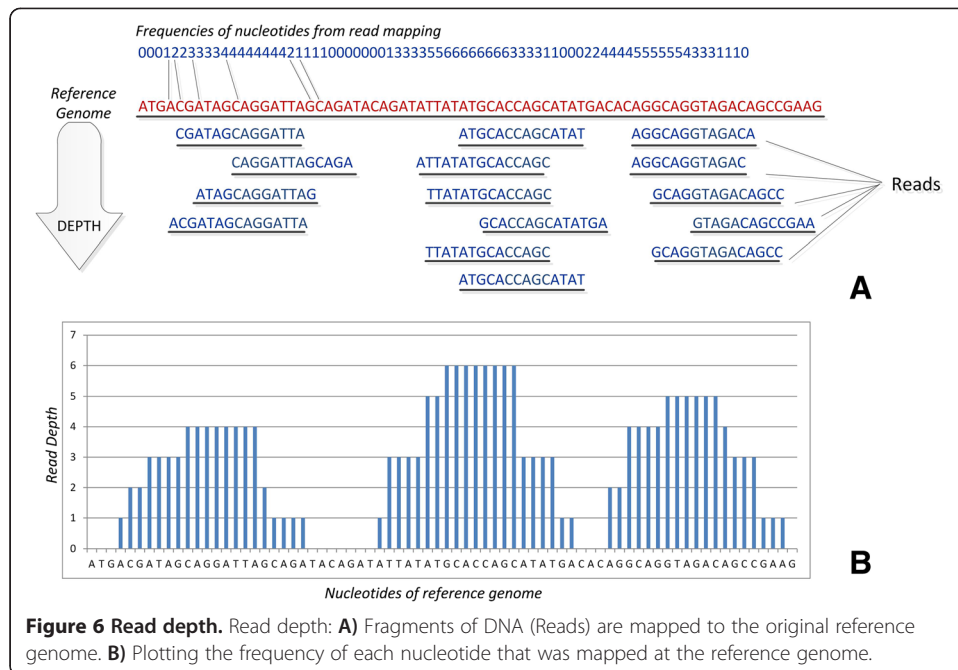 Frequencies of nucleotides from read mapping
00012233334444444421111000000013333556666666633331100022444455555543331110
Reference
Genome
ATGACGATAGCAGGATTAGCAGATACAGATATTATATGCACCAGCATATGACACAGGCAGGTAGACAGCCGAAG
CGATAGCAGGATTA ATGCACCAGCATAT AGGCAGGTAGACA
CAGGATTAGCAGA ATTATATGCACCAGC AGGCAGGTAGAC
Reads
ATAGCAGGATTAG TTATATGCACCAGC GCAGGTAGACAGCC
DEPTH
ACGATAGCAGGATTA GCACCAGCATATGA GTAGACAGCCGAA
TTATATGCACCAGC GCAGGTAGACAGCC
ATGCACCAGCATAT
A
7
6
5
4
3
2
1
0
Read Depth
A T G A C G A T A G C A G G A T T A G C A G A T A C A G A T A T T A T A T G C A C C A G C A T A T G A C A C A G G C A G G T A G A C A G C C G A A G
Nucleotides of reference genome
B
Figure 6 Read depth. Read depth: A) Fragments of DNA (Reads) are mapped to the original reference
genome. B) Plotting the frequency of each nucleotide that was mapped at the reference genome.